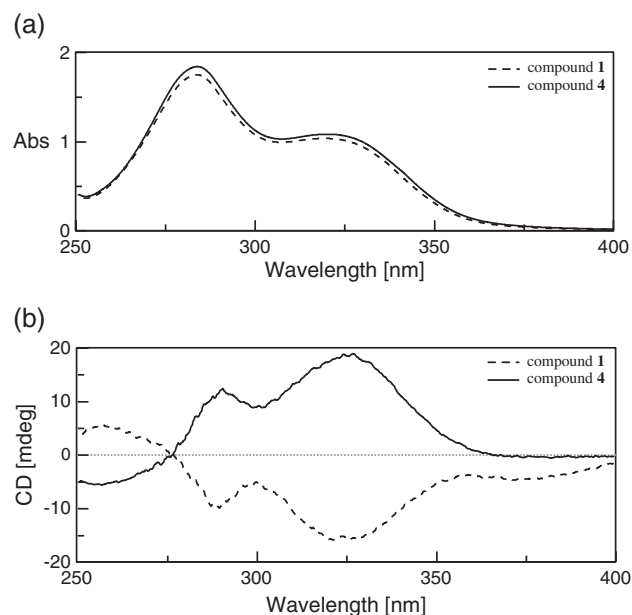 (a)
2
compound 1
compound 4
Abs
1
0
250
300
350
400
Wavelength [nm]
(b)
20
compound 1
compound 4
10
CD [mdeg]
0
-10
-20
250
300
350
400
Wavelength [nm]